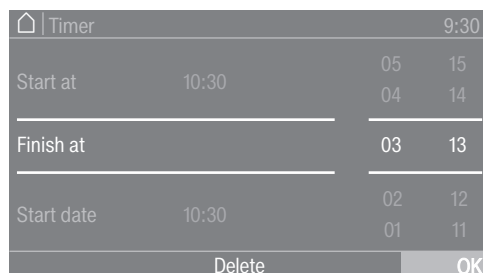 Timer 9:30
05 15
Start at 10:30
04 14
Finish at 03 13
02 12
Start date 10:30
01 11
Delete OK